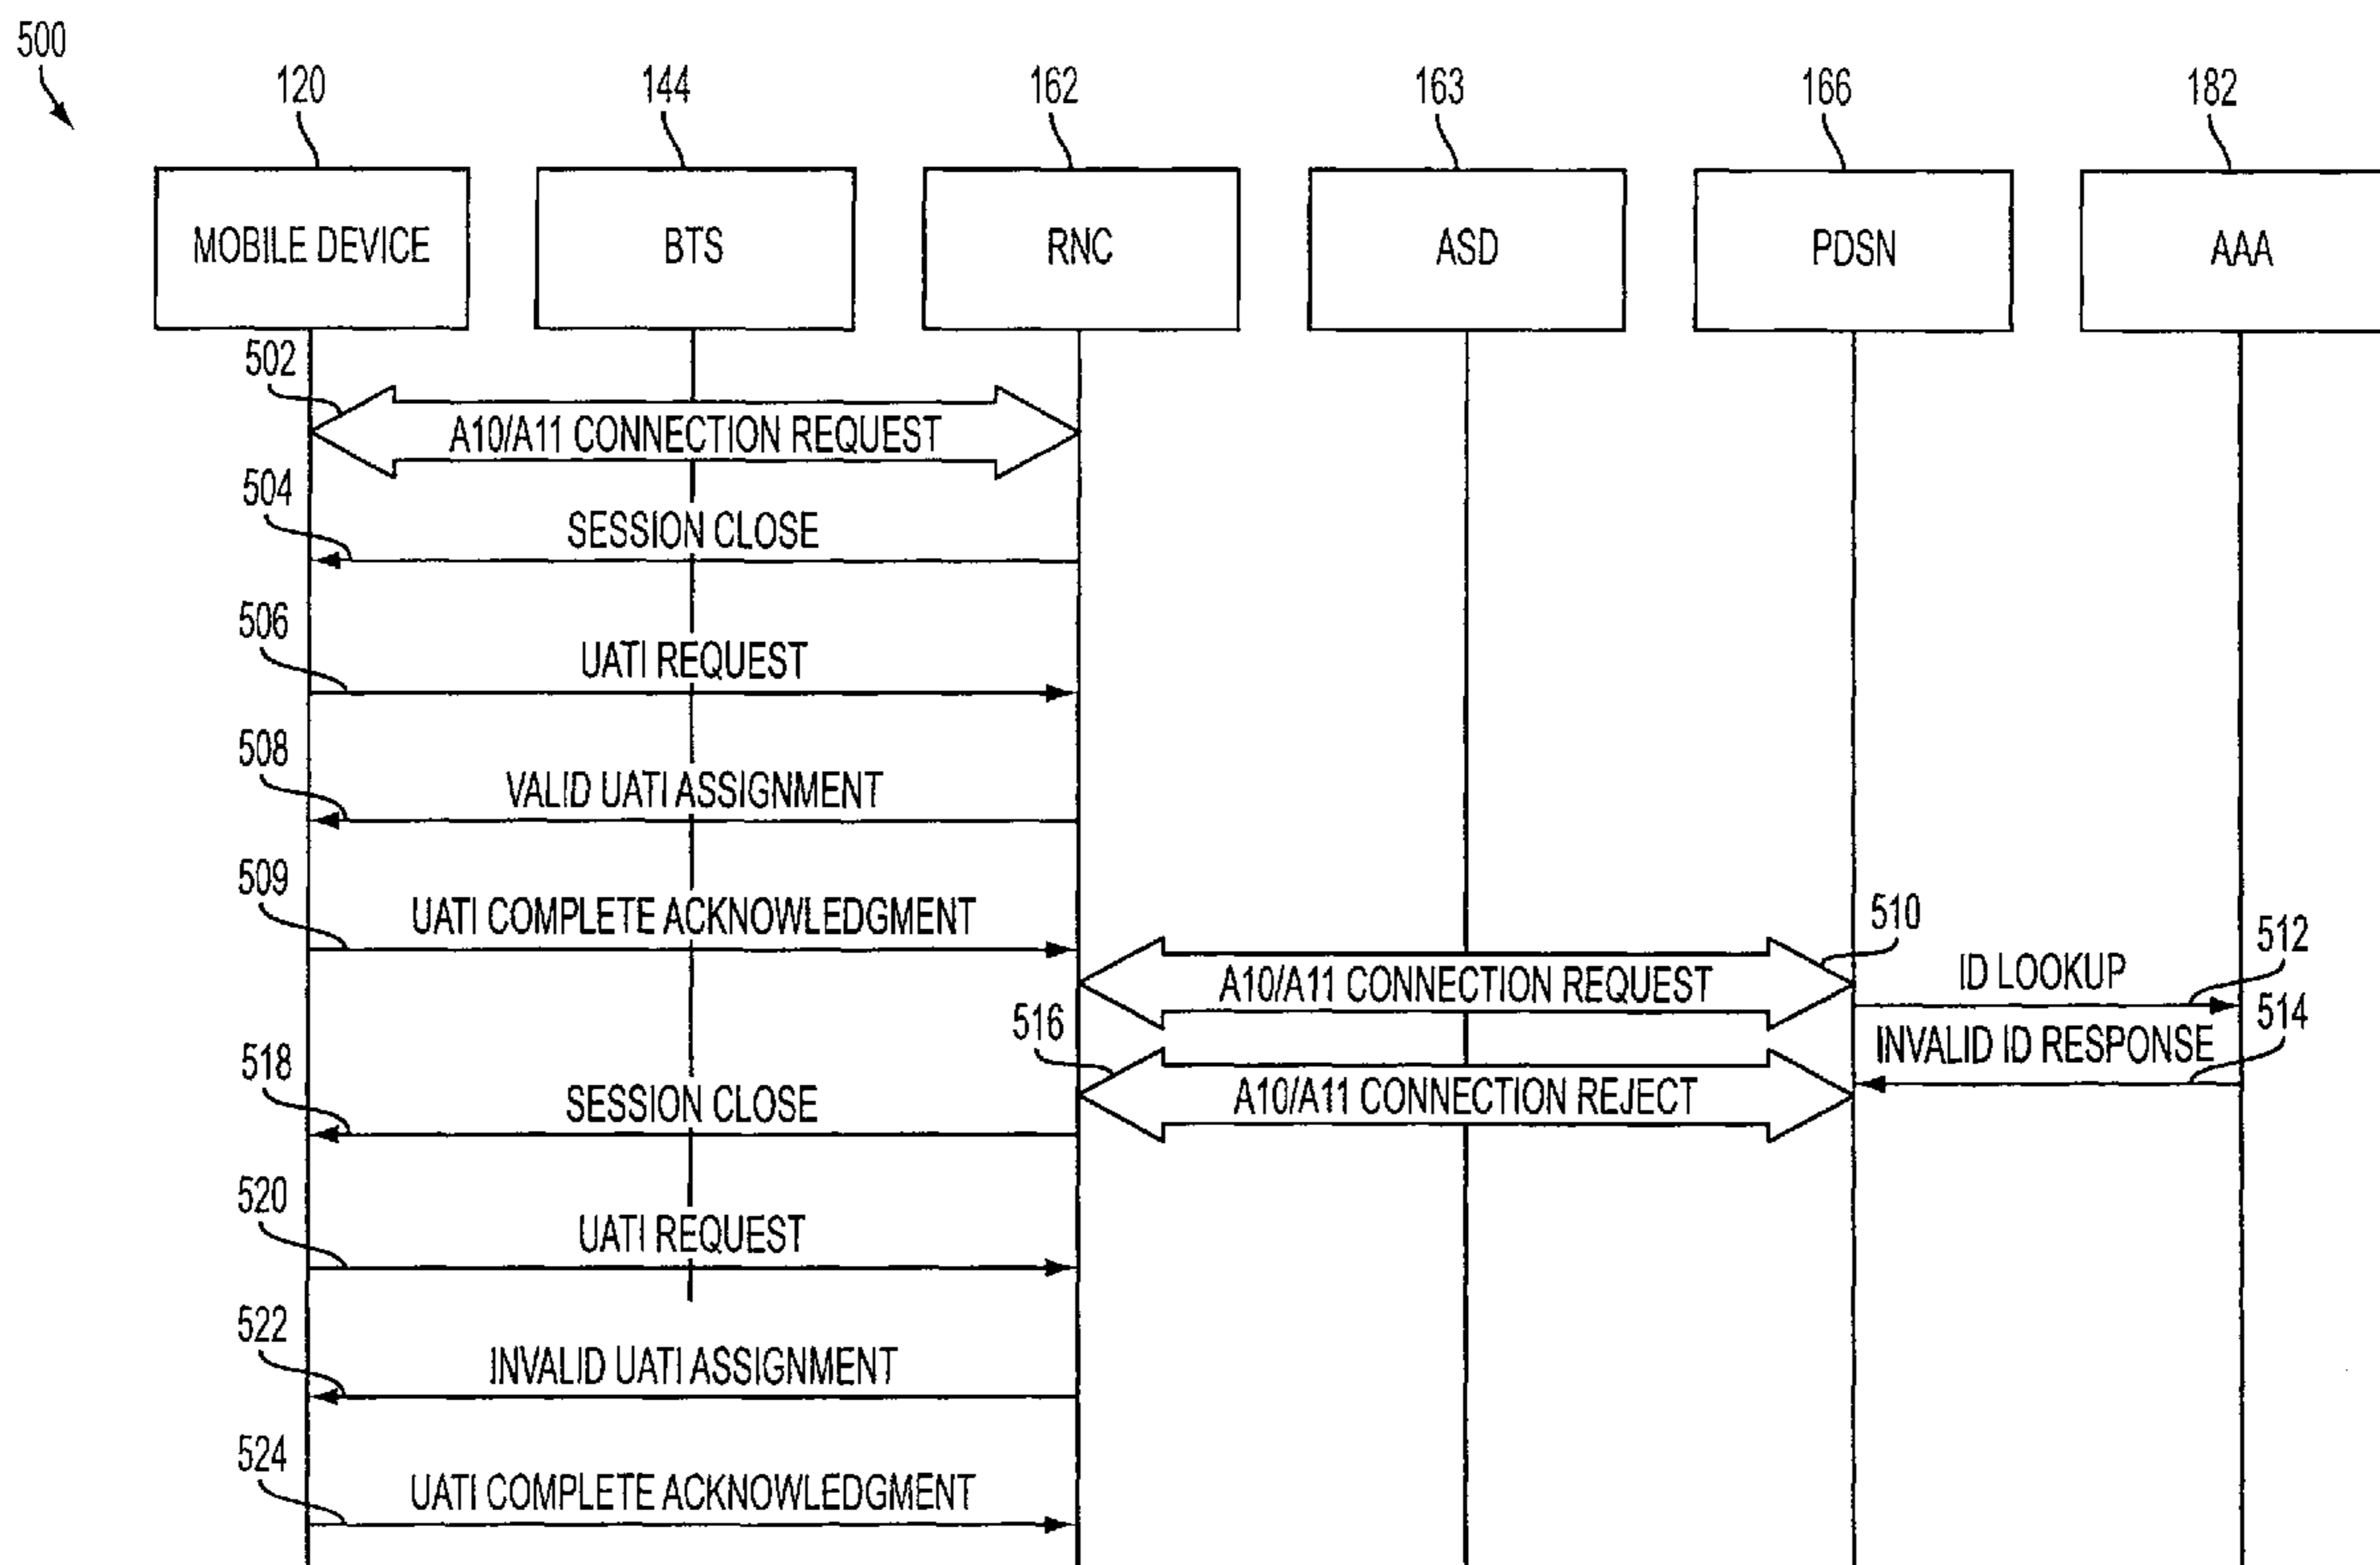 500
120
144
162
163
166
182
MOBILE DEVICE
BTS
RNC
ASD
PDSN
AAA
502
A10/A11 CONNECTION REQUEST
504
SESSION CLOSE
506
UATI REQUEST
508
VALID UATI ASSIGNMENT
509
UATI COMPLETE ACKNOWLEDGMENT
510
A10/A11 CONNECTION REQUEST
ID LOOKUP
512
516
INVALID ID RESPONSE
514
518
SESSION CLOSE
A10/A11 CONNECTION REJECT
520
UATI REQUEST
522
INVALID UATI ASSIGNMENT
524
UATI COMPLETE ACKNOWLEDGMENT